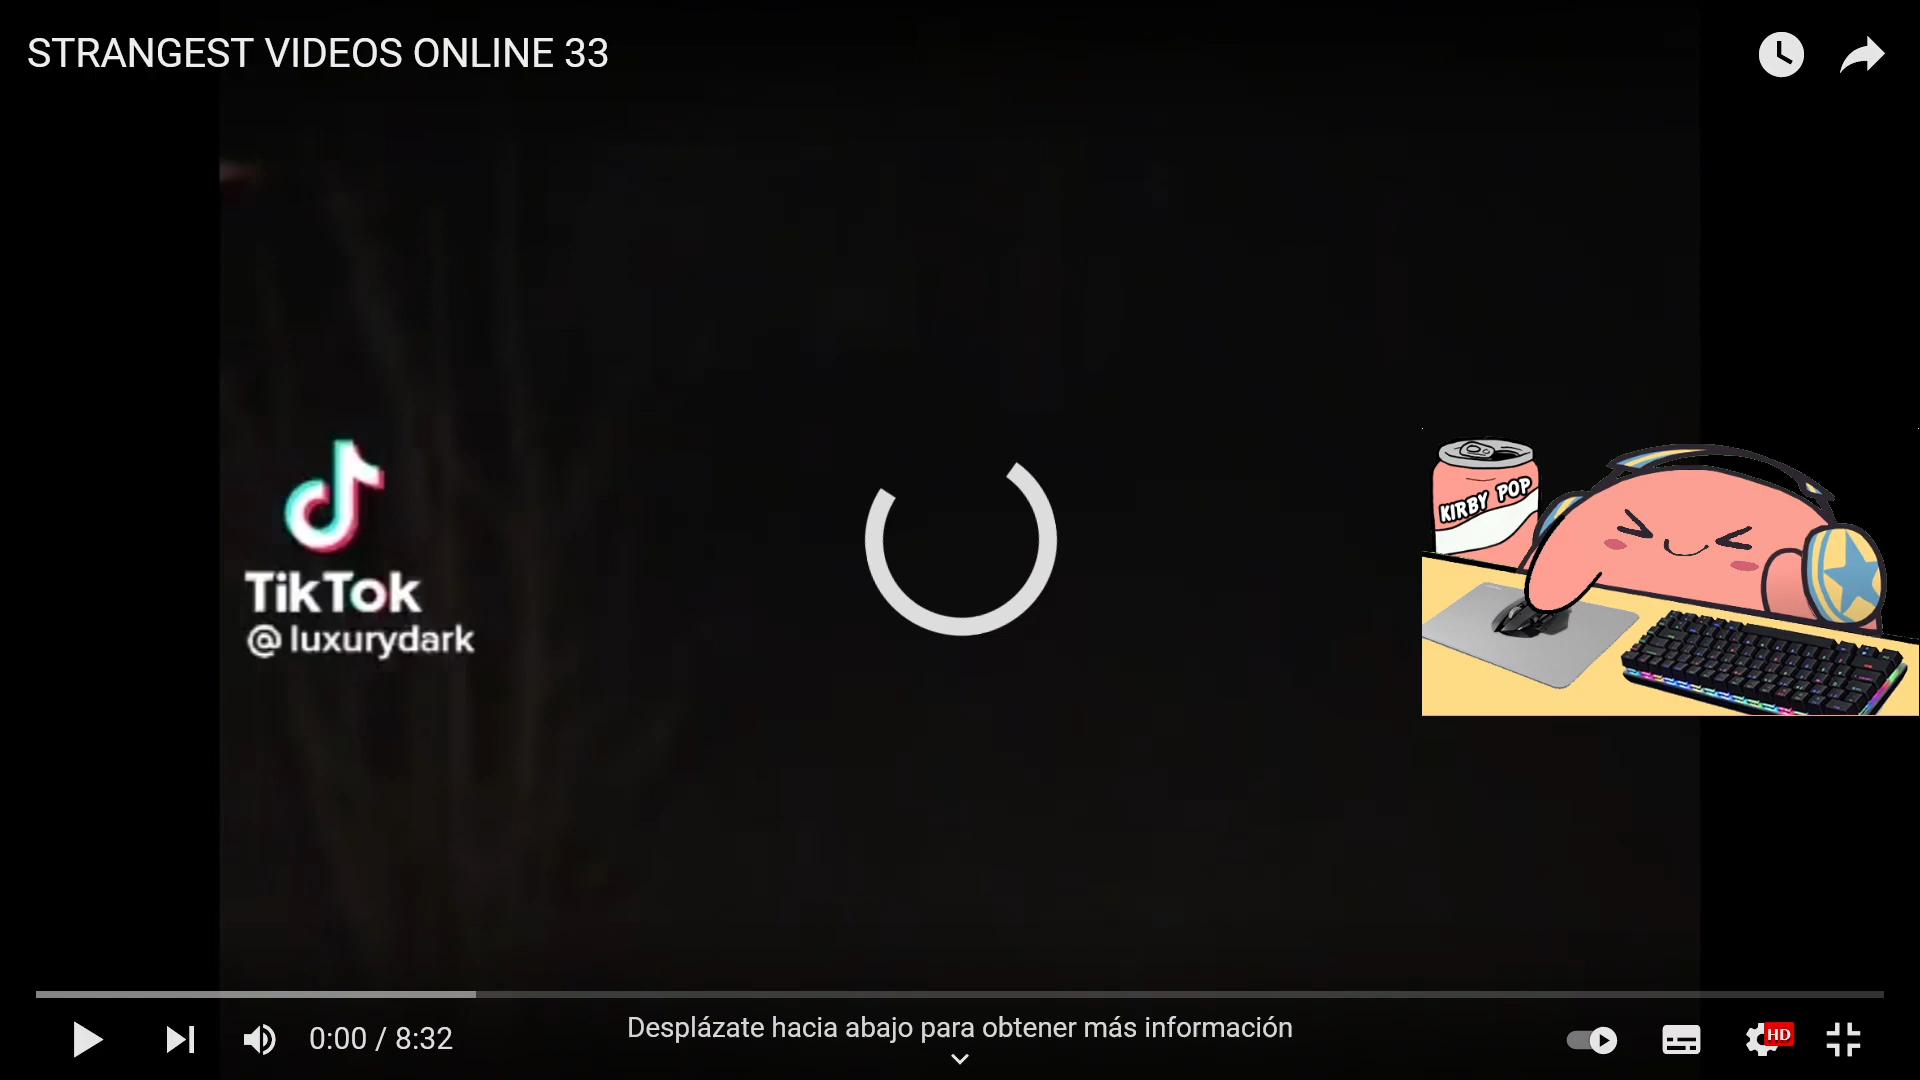 STRANGEST VIDEOS ONLINE 33
TikTok
@luxurydark
KIRBY POP
0:00 / 8:32
Desplázate hacia abajo para obtener más información
HD